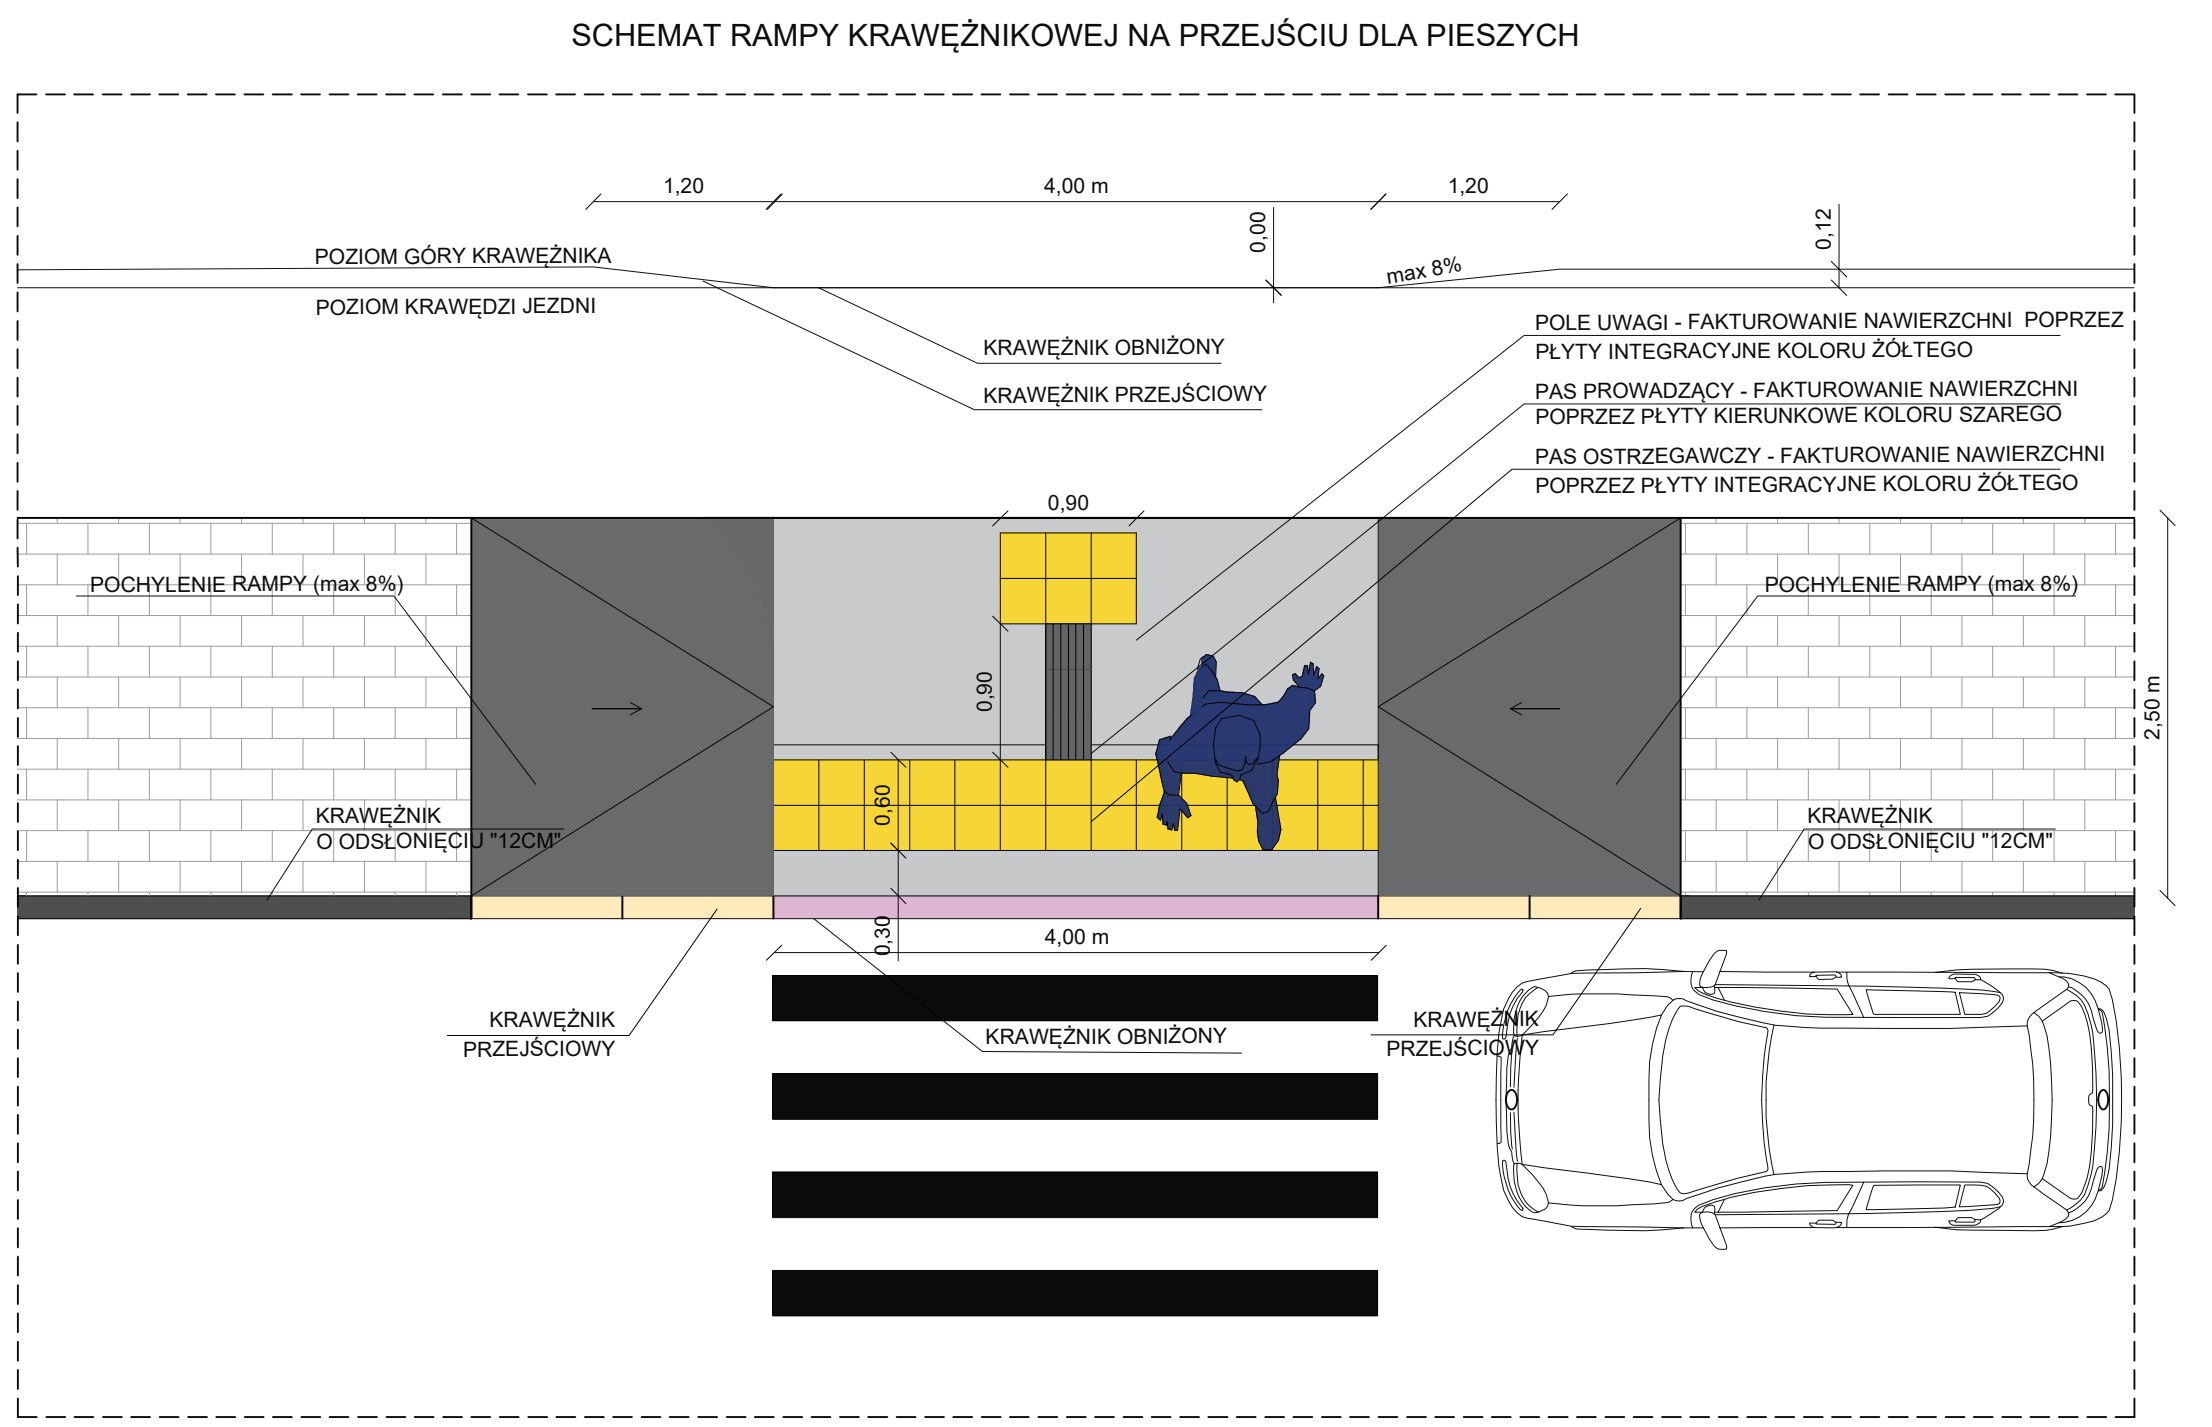 SCHEMAT RAMPY KRAWĘŻNIKOWEJ NA PRZEJŚCIU DLA PIESZYCH
1,20
4,00 m
1,20
0,00
0,12
POZIOM GÓRY KRAWĘŻNIKA
max 8%
POZIOM KRAWĘDZI JEZDNI
KRAWĘŻNIK OBNIŻONY
KRAWĘŻNIK PRZEJŚCIOWY
POLE UWAGI - FAKTUROWANIE NAWIERZCHNI POPRZEZ
PŁYTY INTEGRACYJNE KOLORU ŻÓŁTEGO
PAS PROWADZĄCY - FAKTUROWANIE NAWIERZCHNI
POPRZEZ PŁYTY KIERUNKOWE KOLORU SZAREGO
PAS OSTRZEGAWCZY - FAKTUROWANIE NAWIERZCHNI
POPRZEZ PŁYTY INTEGRACYJNE KOLORU ŻÓŁTEGO
0,90
POCHYLENIE RAMPY (max 8%)
POCHYLENIE RAMPY (max 8%)
0,90
2,50 m
0,60
KRAWĘŻNIK
O ODSŁONIĘCIU "12CM"
KRAWĘŻNIK
O ODSŁONIĘCIU "12CM"
0,30
4,00 m
KRAWĘŻNIK
PRZEJŚCIOWY
KRAWĘŻNIK OBNIŻONY
KRAWĘŻNIK
PRZEJŚCIOWY